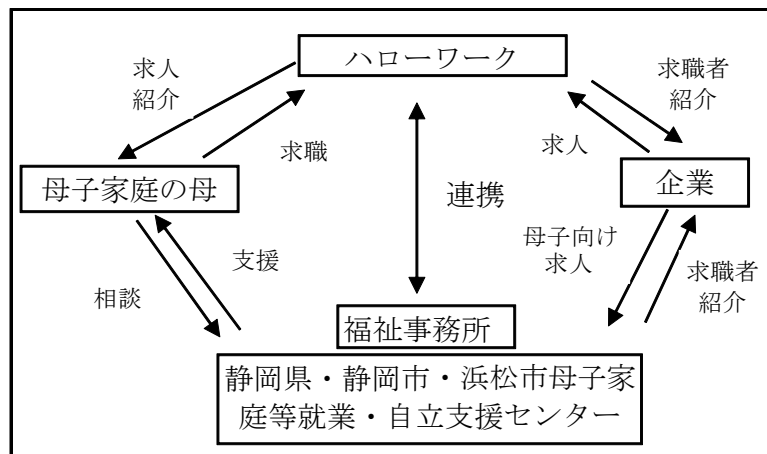 ハローワーク
求人
紹介
求職者
紹介
求職
求人
母子家庭の母
企業
連携
支援
相談
母子向け
求人
求職者
紹介
福祉事務所
静岡県・静岡市・浜松市母子家
庭等就業・自立支援センター